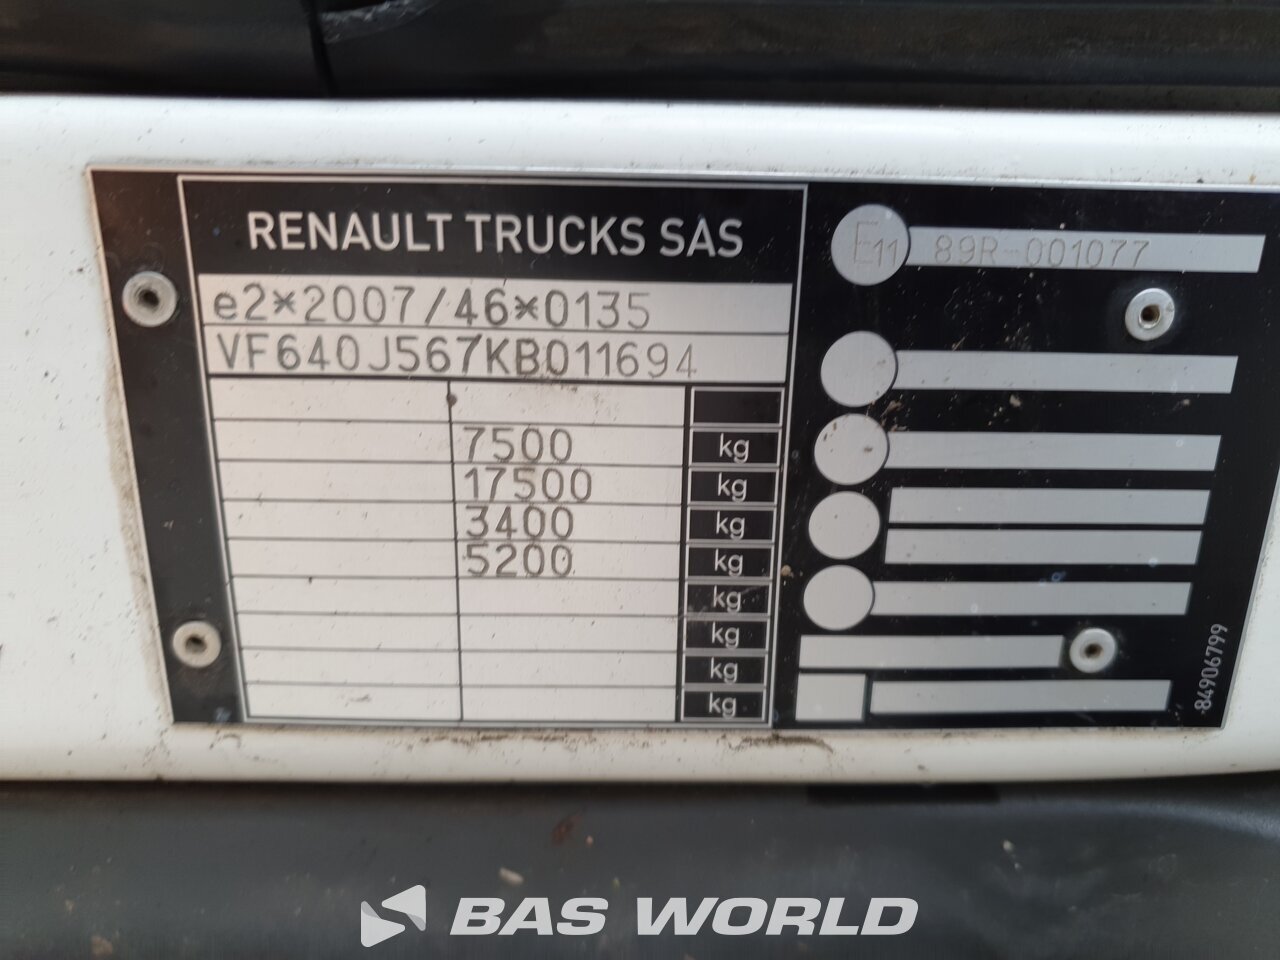 RENAULT TRUCKS SAS
e2*2007/46*0135
VF640J567KB011694
7500 kg
17500 kg
3400 kg
5200 kg
kg
kg
kg
kg
E11 89R-001077
84906799
BAS WORLD